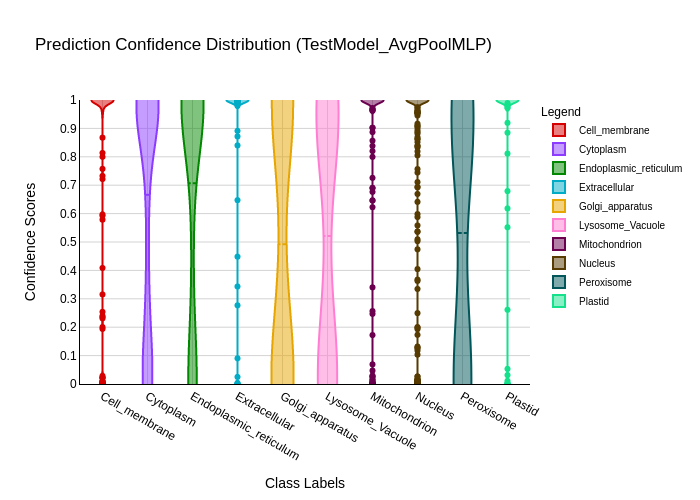 Prediction Confidence Distribution (TestModel_AvgPoolMLP)
Confidence Scores
1
0.9
0.8
0.7
0.6
0.5
0.4
0.3
0.2
0.1
0
Cell_membrane
Cytoplasm
Endoplasmic_reticulum
Extracellular
Golgi_apparatus
Lysosome_Vacuole
Mitochondrion
Nucleus
Peroxisome
Plastid
Class Labels
Legend
Cell_membrane
Cytoplasm
Endoplasmic_reticulum
Extracellular
Golgi_apparatus
Lysosome_Vacuole
Mitochondrion
Nucleus
Peroxisome
Plastid